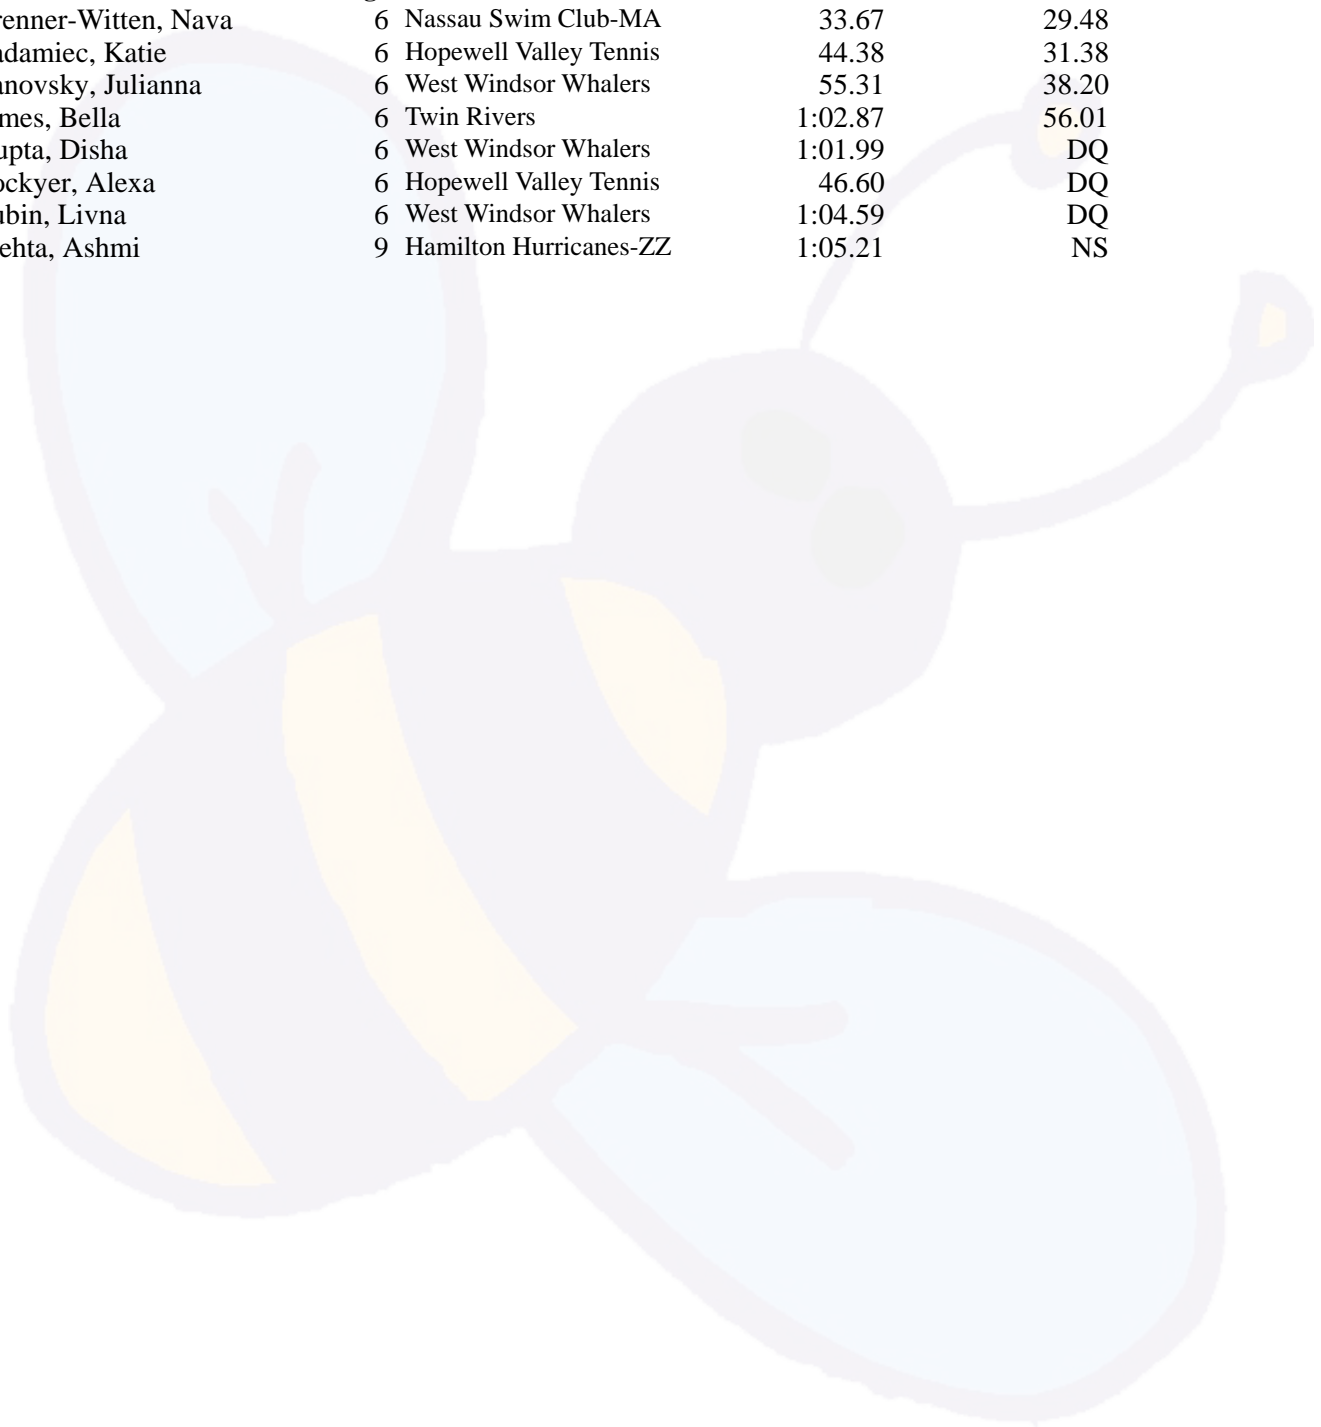 renner-Witten, Nava 6 Nassau Swim Club-MA 33.67 29.48
adamiec, Katie 6 Hopewell Valley Tennis 44.38 31.38
anovsky, Julianna 6 West Windsor Whalers 55.31 38.20
mes, Bella 6 Twin Rivers 1:02.87 56.01
upta, Disha 6 West Windsor Whalers 1:01.99 DQ
ockyer, Alexa 6 Hopewell Valley Tennis 46.60 DQ
ubin, Livna 6 West Windsor Whalers 1:04.59 DQ
ehta, Ashmi 9 Hamilton Hurricanes-ZZ 1:05.21 NS